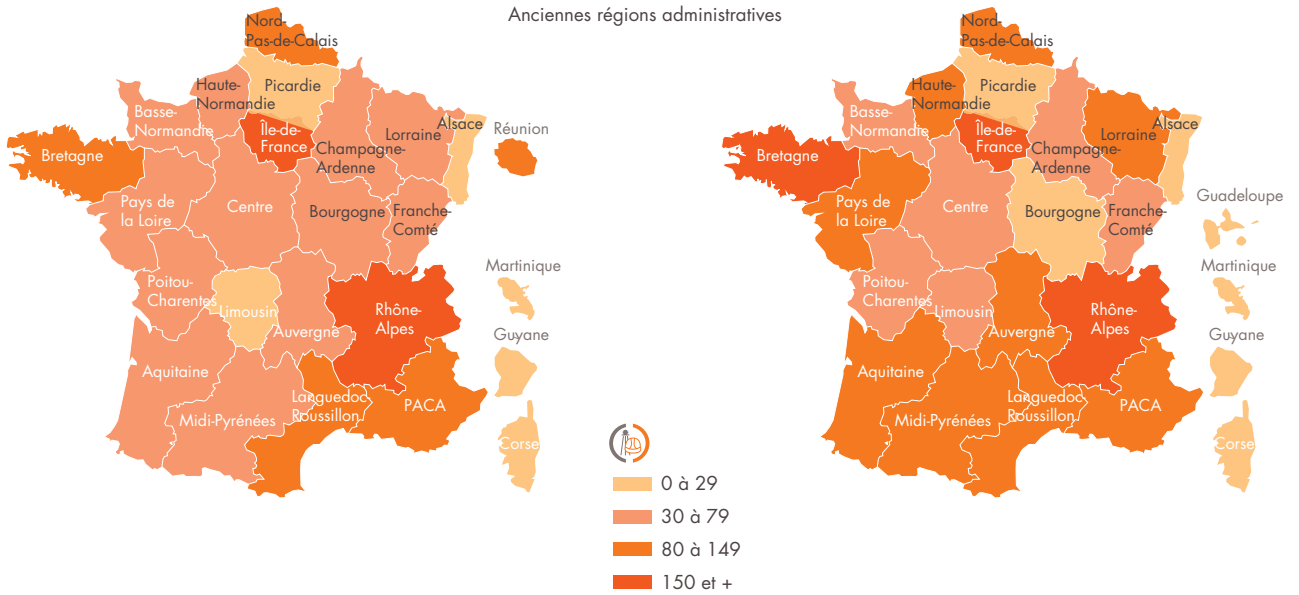 Anciennes régions administratives
Nord-
Pas-de-Calais
Haute-
Normandie
Picardie
Basse-
Normandie
Île-de-
France
Champagne-
Ardenne
Lorraine
Alsace
Réunion
Bretagne
Pays de
la Loire
Centre
Bourgogne
Franche-
Comté
Poitou-
Charentes
Limousin
Auvergne
Rhône-
Alpes
Martinique
Guyane
Aquitaine
Midi-Pyrénées
Languedoc
Roussillon
PACA
Corse
Nord-
Pas-de-Calais
Haute-
Normandie
Picardie
Basse-
Normandie
Île-de-
France
Champagne-
Ardenne
Lorraine
Alsace
Bretagne
Pays de
la Loire
Centre
Bourgogne
Franche-
Comté
Guadeloupe
Poitou-
Charentes
Limousin
Auvergne
Rhône-
Alpes
Martinique
Guyane
Aquitaine
Midi-Pyrénées
Languedoc
Roussillon
PACA
Corse
0 à 29
30 à 79
80 à 149
150 et +